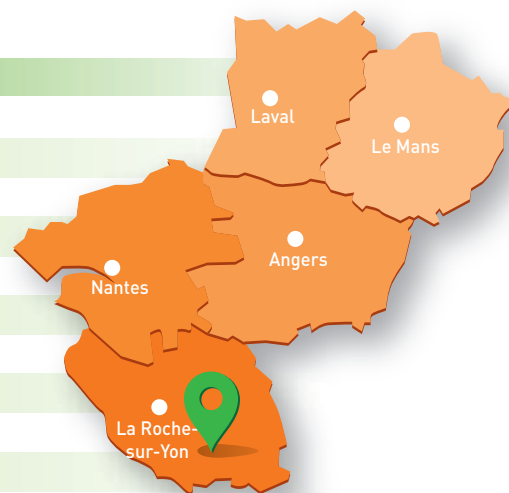 Laval
Le Mans
Angers
Nantes
La Roche-
sur-Yon